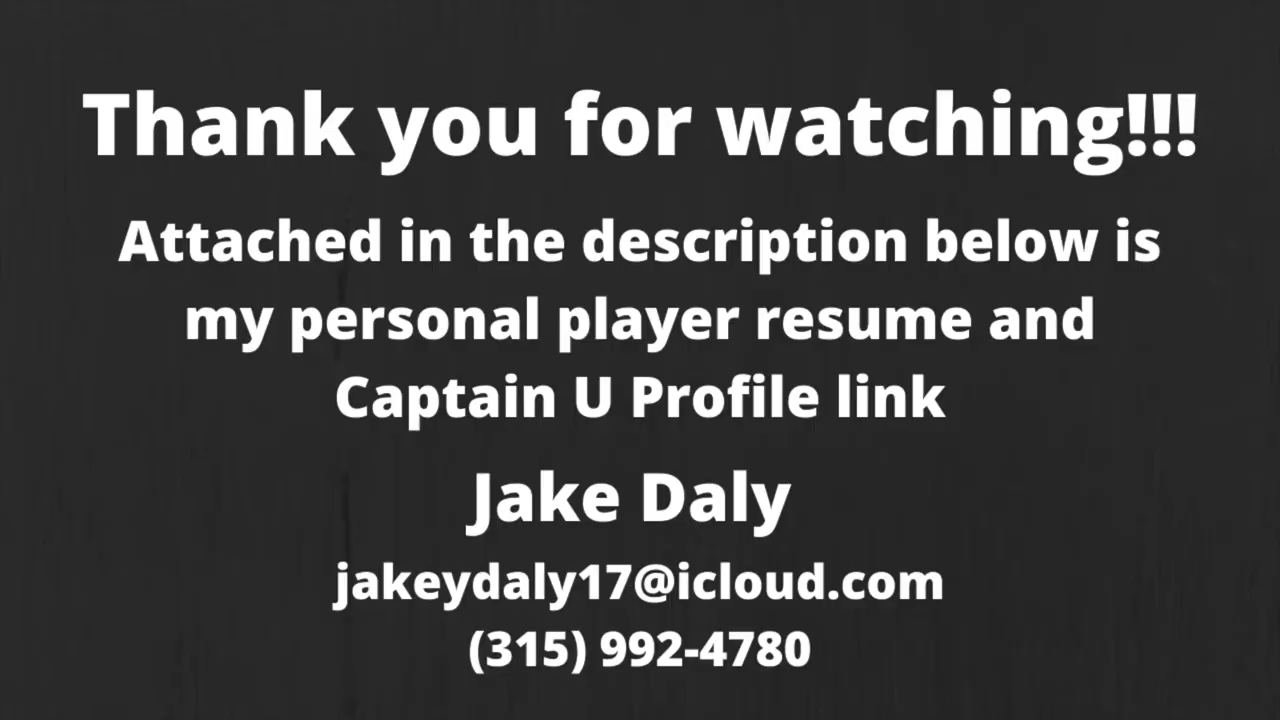 Thank you for watching!!!
Attached in the description below is
my personal player resume and
Captain U Profile link
Jake Daly
jakeydaly17@icloud.com
(315) 992-4780